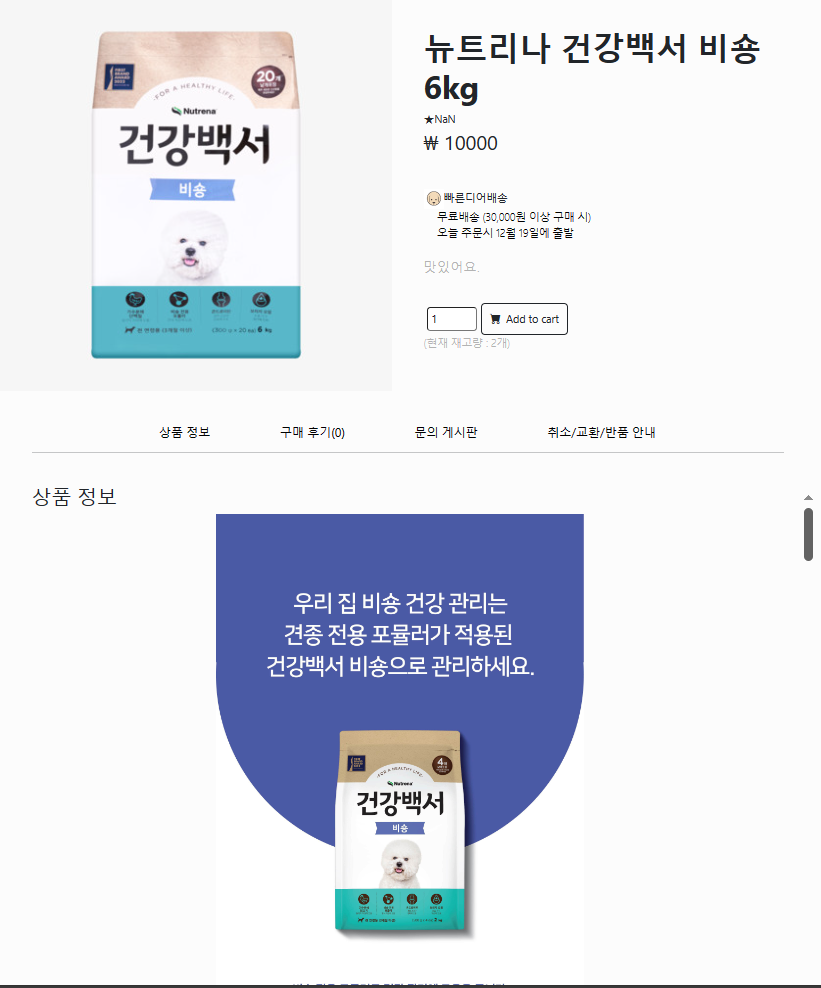 뉴트리나 건강백서 비숑
6kg
★NaN
₩ 10000
빠른디어배송
무료배송 (30,000원 이상 구매 시)
오늘 주문시 12월 19일에 출발
맛있어요.
1
Add to cart
(현재 재고량 : 2개)
20개
FOR A HEALTHY LIFE
Nutrena
건강백서
비숑
(300 g x 20 ea) 6 kg
상품 정보
구매 후기(0)
문의 게시판
취소/교환/반품 안내
상품 정보
우리 집 비숑 건강 관리는
견종 전용 포뮬러가 적용된
건강백서 비숑으로 관리하세요.
FOR A HEALTHY LIFE
Nutrena
건강백서
비숑